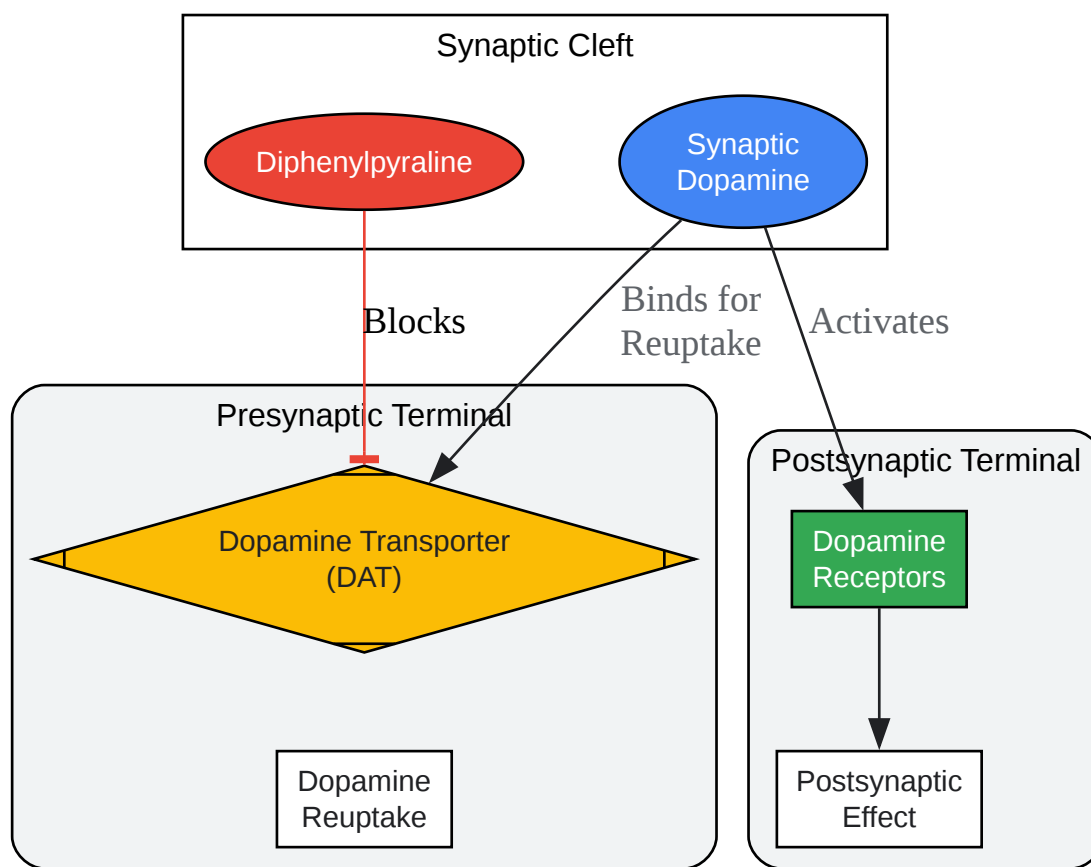 Synaptic Cleft
Diphenylpyraline
Synaptic
Dopamine
Blocks
Binds for
Reuptake
Activates
Presynaptic Terminal
Postsynaptic Terminal
Dopamine Transporter
(DAT)
Dopamine
Receptors
Dopamine
Reuptake
Postsynaptic
Effect